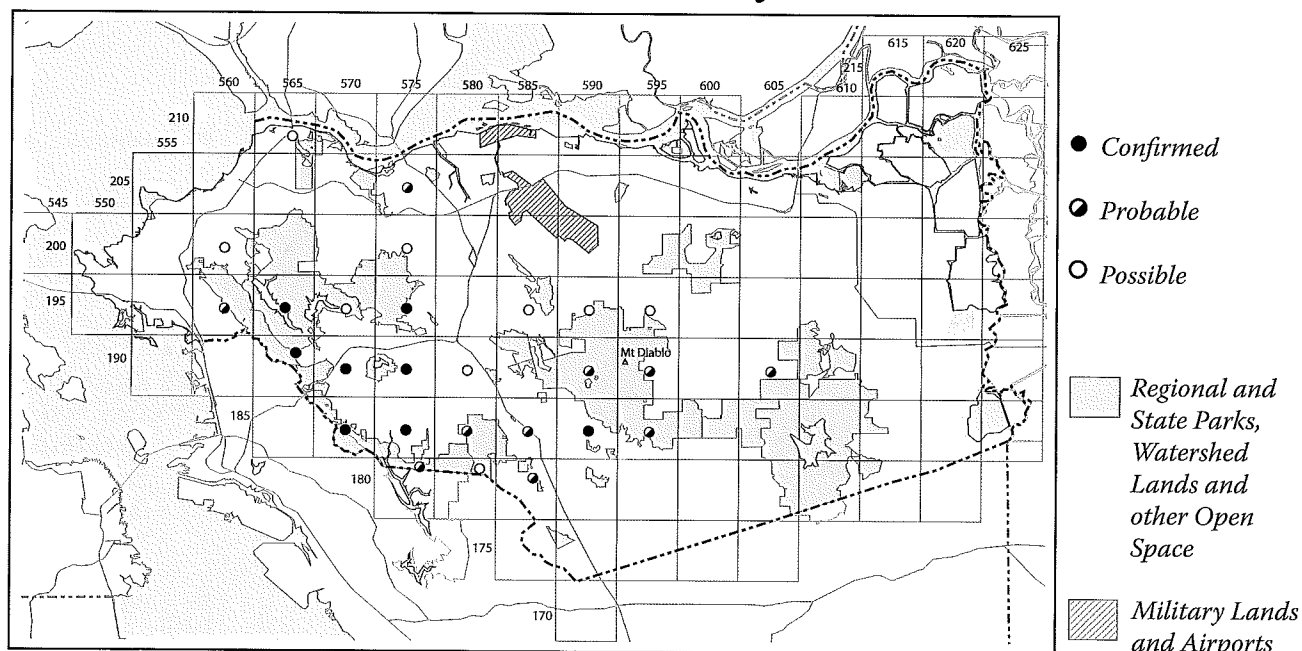 615 620 625
215
560 565 570 575 580 585 590 595 600 605 610
210
555
205
545 550
200
195
Mt Diablo
190
185
180
175
170
Confirmed
Probable
Possible
Regional and
State Parks,
Watershed
Lands and
other Open
Space
Military Lands
and Airports